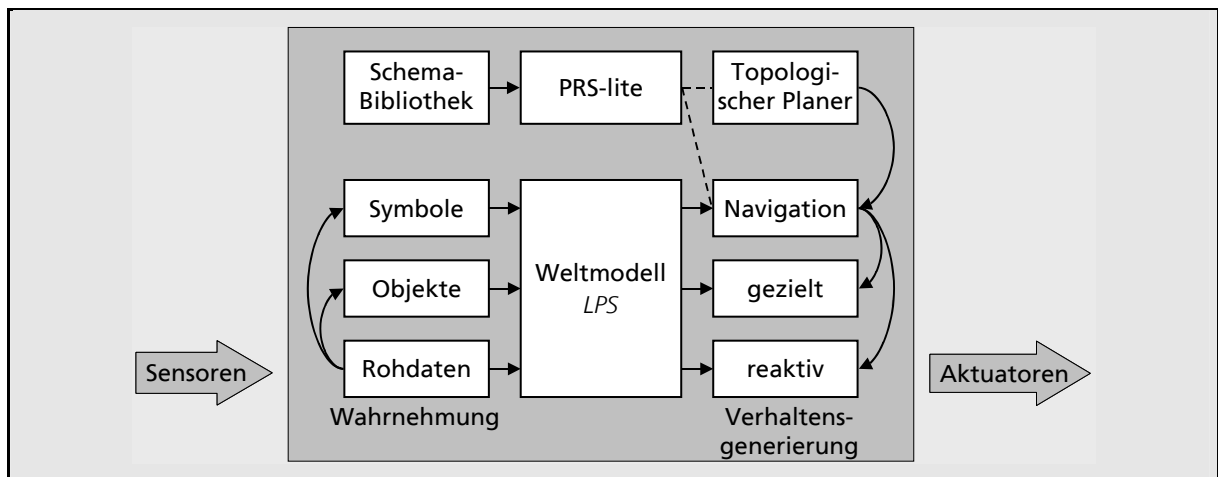 Schema-
Bibliothek
PRS-lite
Topologi-
scher Planer
Symbole
Navigation
Weltmodell
LPS
Objekte
gezielt
Sensoren
Rohdaten
reaktiv
Aktuatoren
Wahrnehmung
Verhaltens-
generierung